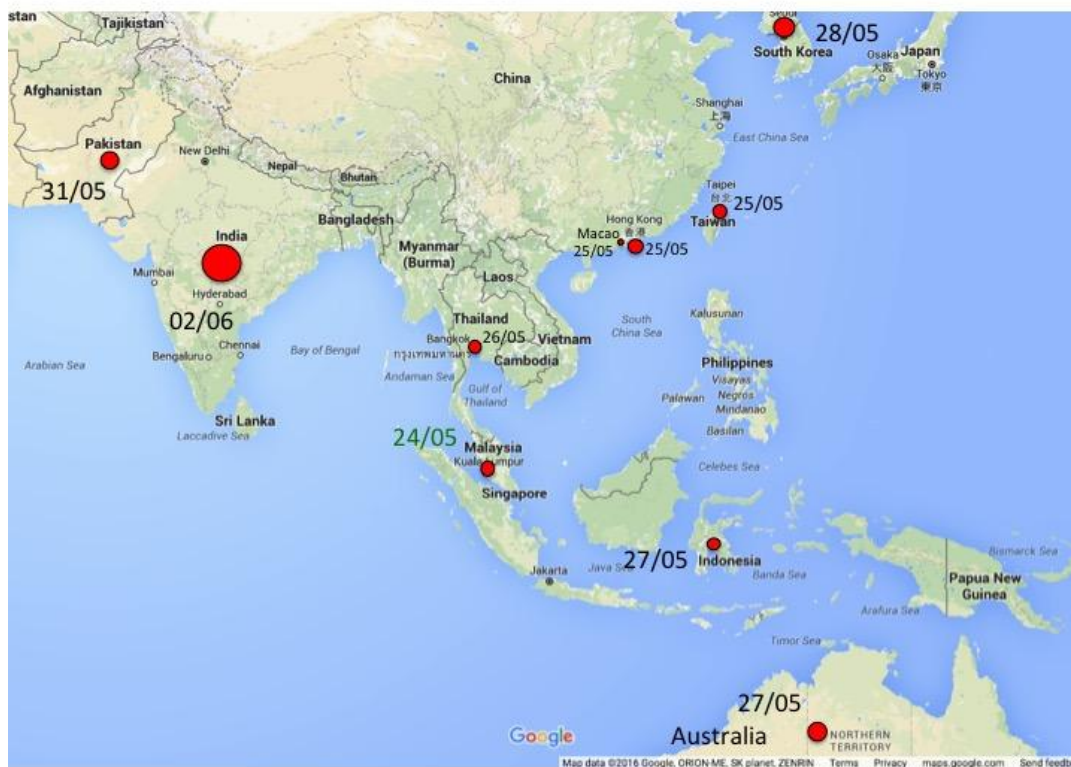 stan
Tajikistan
Seoul
28/05
South Korea
Osaka
大阪
Japan
Tokyo
東京
Afghanistan
China
Shanghai
上海
East China Sea
Pakistan
New Delhi
31/05
Nepal
Bhutan
Bangladesh
Taipei
台北
25/05
Taiwan
Hong Kong
香港
Macao
25/05
25/05
India
Myanmar
(Burma)
Laos
Mumbai
Hyderabad
02/06
Thailand
Bangkok
26/05
กรุงเทพมหานคร
Vietnam
Cambodia
South
China Sea
Kalusunan
Philippines
Visayas
Negros
Mindanao
Palawan
Basilan
Arabian Sea
Bengaluru
Chennai
Bay of Bengal
Andaman Sea
Gulf of
Thailand
Sri Lanka
Laccadive Sea
24/05
Malaysia
Kuala Lumpur
Singapore
Celebes Sea
27/05
Indonesia
Jakarta
Java Sea
Banda Sea
Bismarck Sea
Papua New
Guinea
Arafura Sea
Timor Sea
27/05
Australia
NORTHERN
TERRITORY
Google
Map data ©2016 Google, ORION-ME, SK planet, ZENRIN Terms Privacy maps.google.com Send feedb